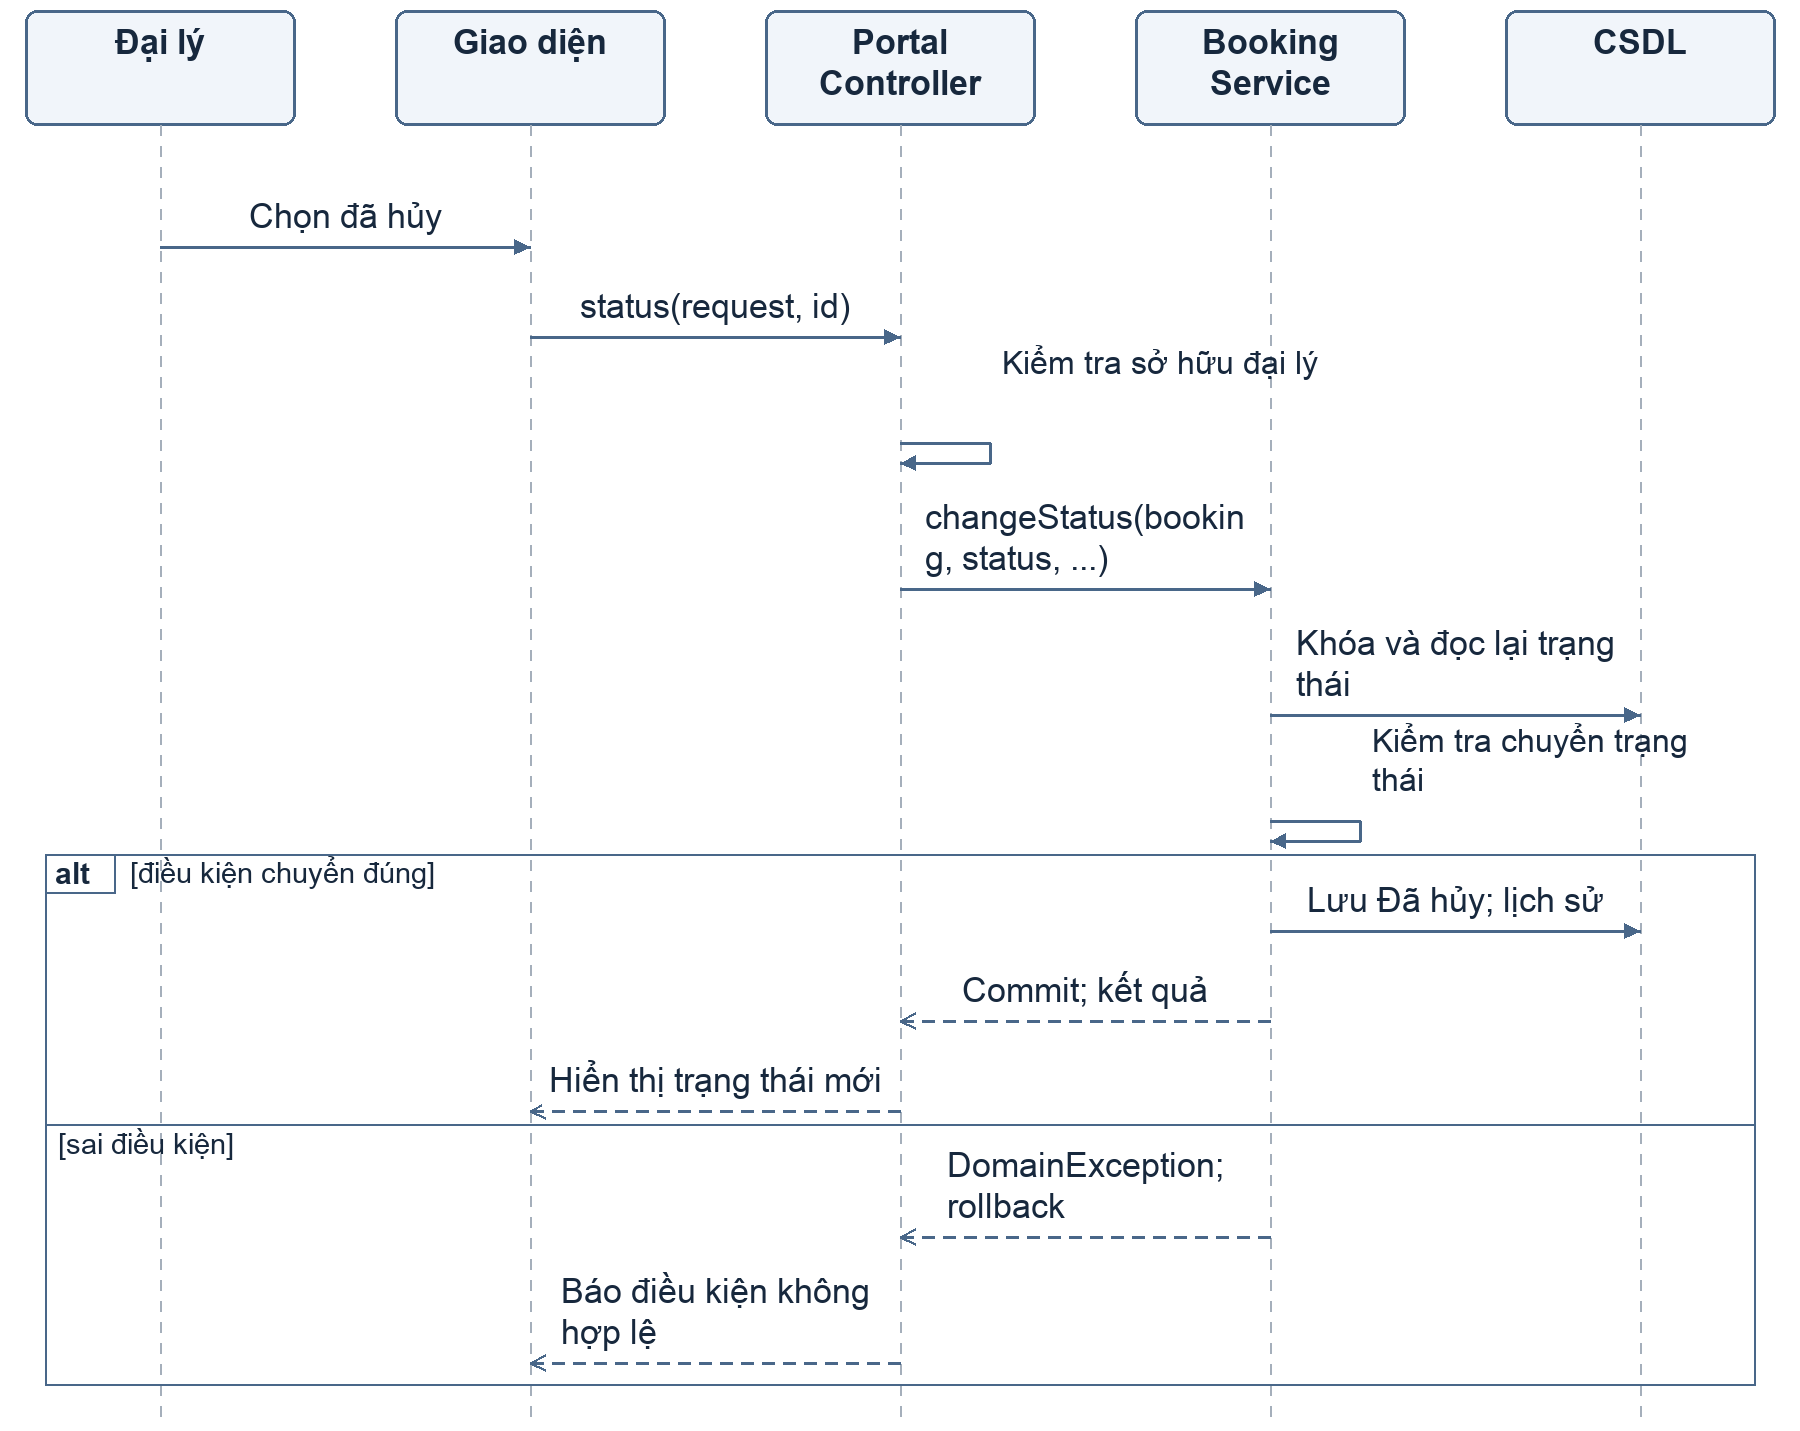 Đại lý
Giao diện
Portal
Controller
Booking
Service
CSDL
Chọn đã hủy
status(request, id)
Kiểm tra sở hữu đại lý
changeStatus(bookin
g, status, ...)
Khóa và đọc lại trạng
thái
Kiểm tra chuyển trạng
thái
alt
[điều kiện chuyển đúng]
Lưu Đã hủy; lịch sử
Commit; kết quả
Hiển thị trạng thái mới
[sai điều kiện]
DomainException;
rollback
Báo điều kiện không
hợp lệ